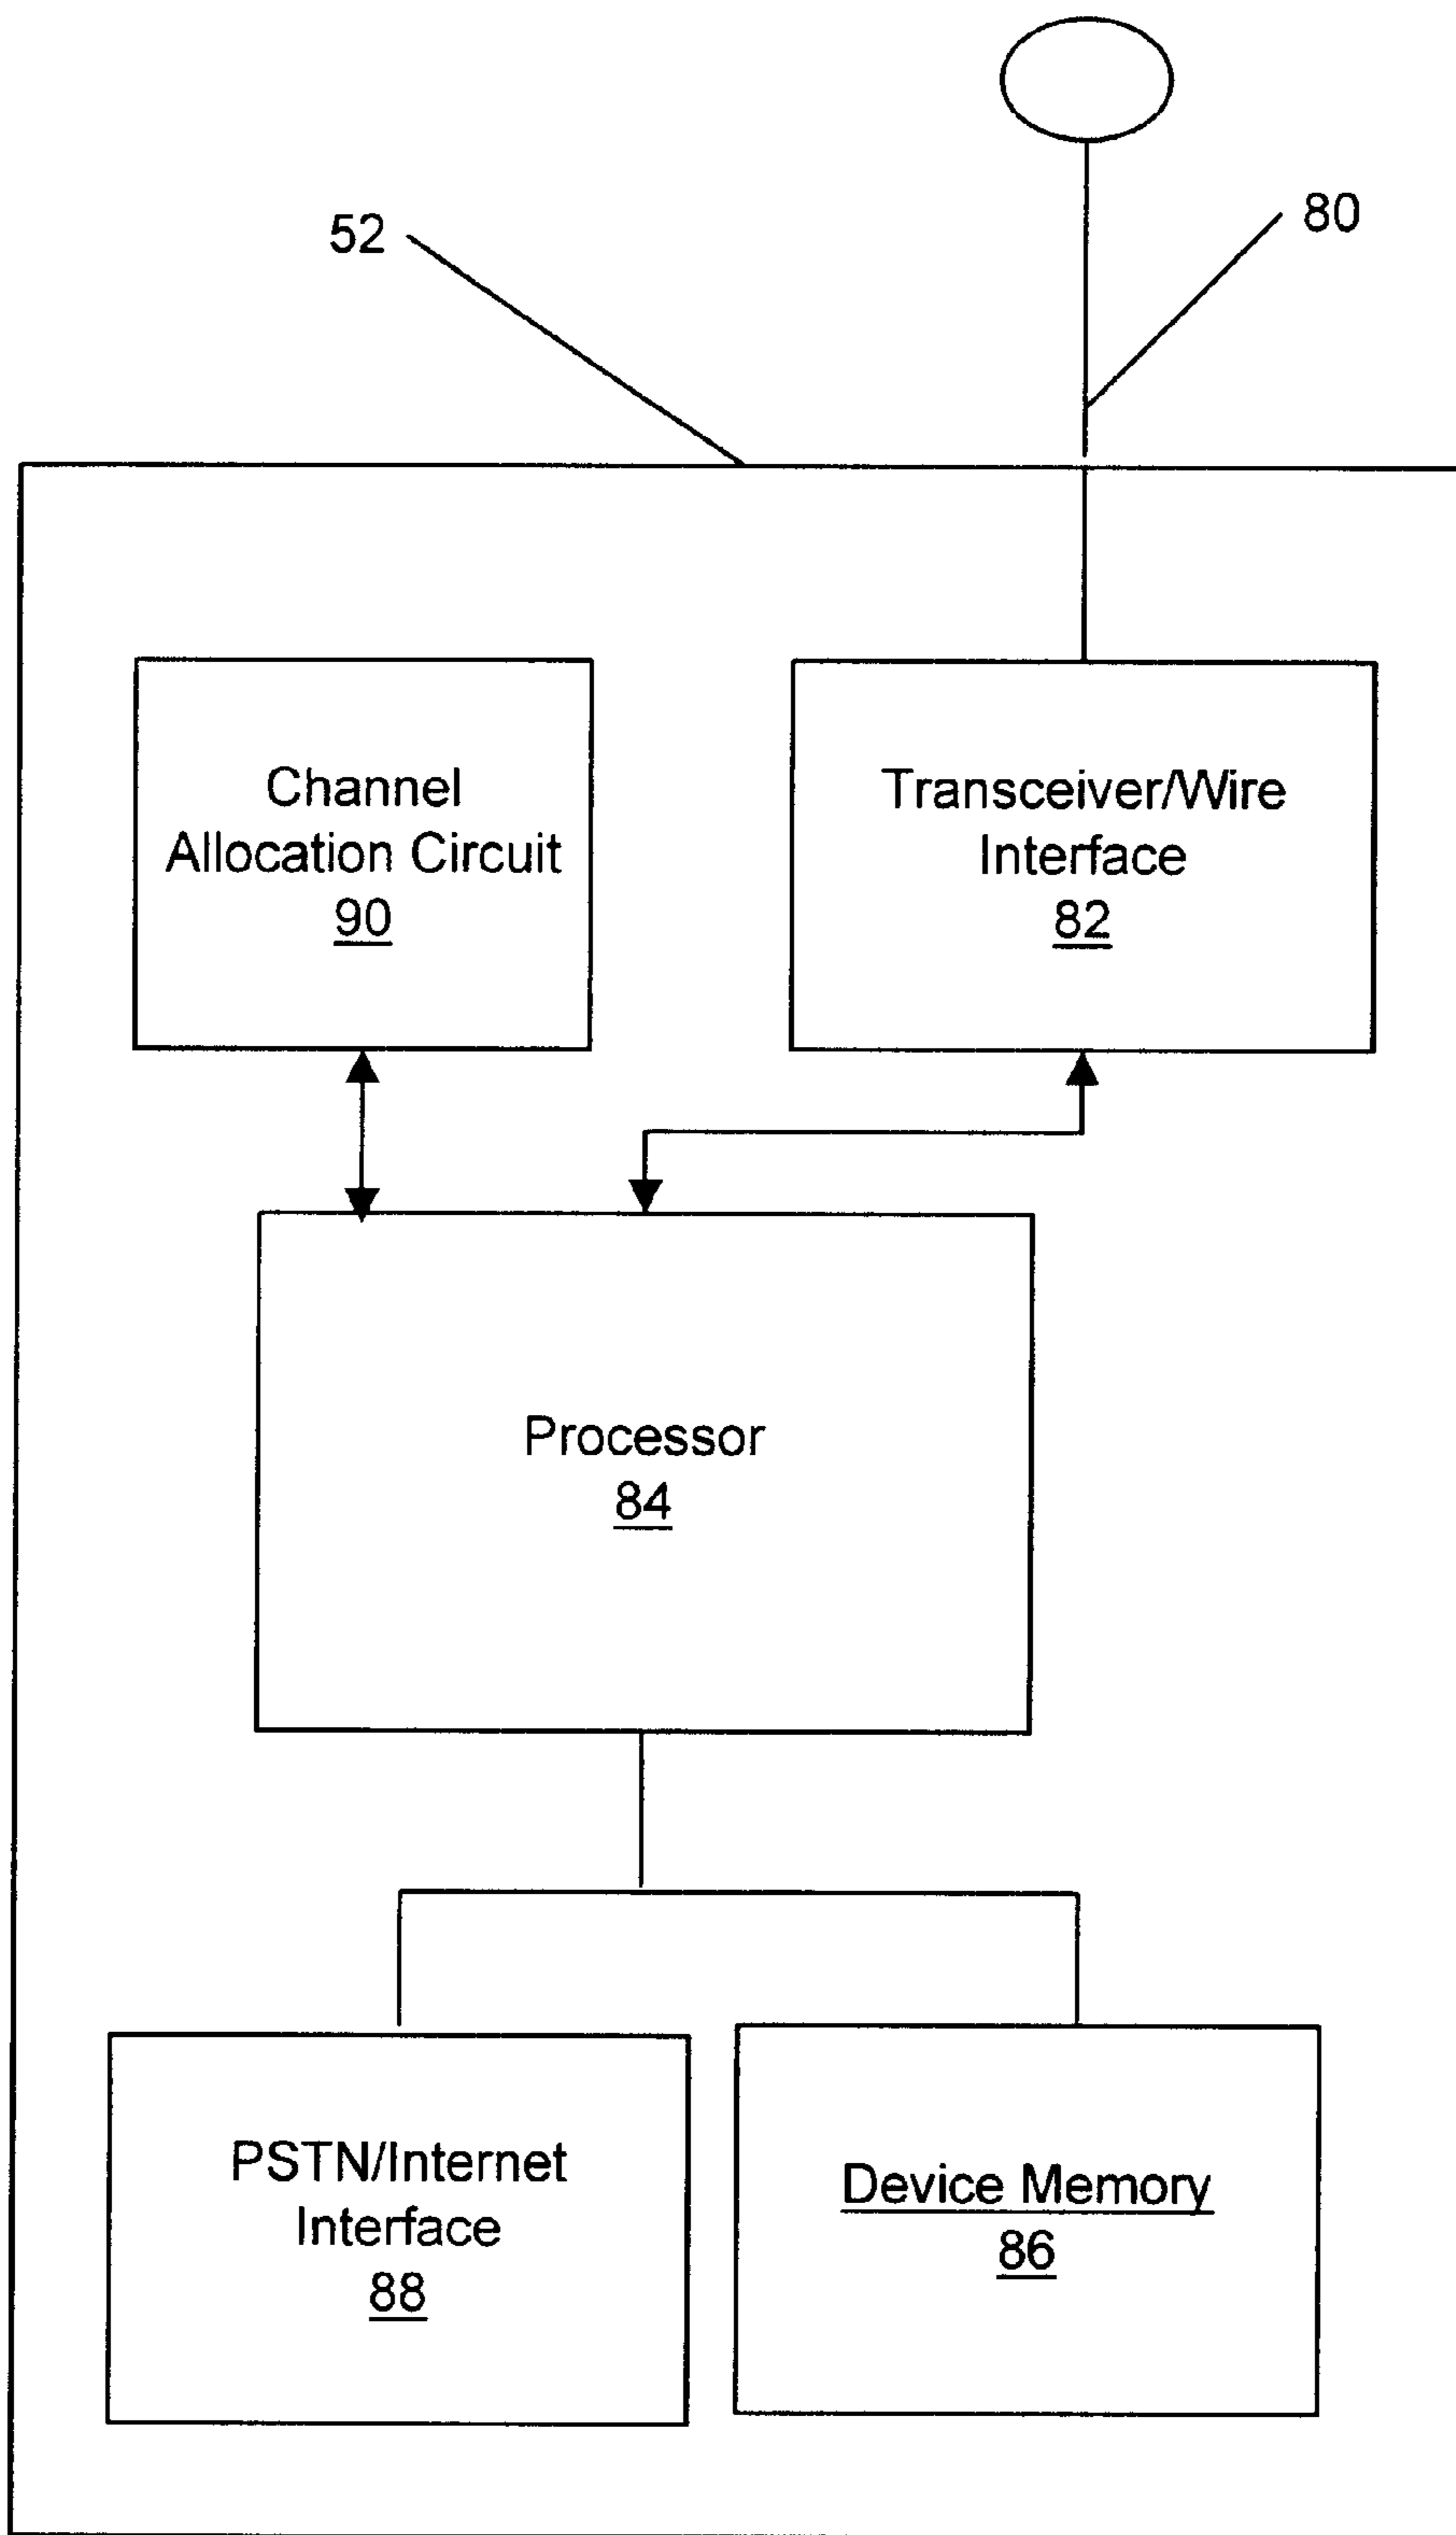 52
80
Channel
Allocation Circuit
90
Transceiver/Wire
Interface
82
Processor
84
PSTN/Internet
Interface
88
Device Memory
86